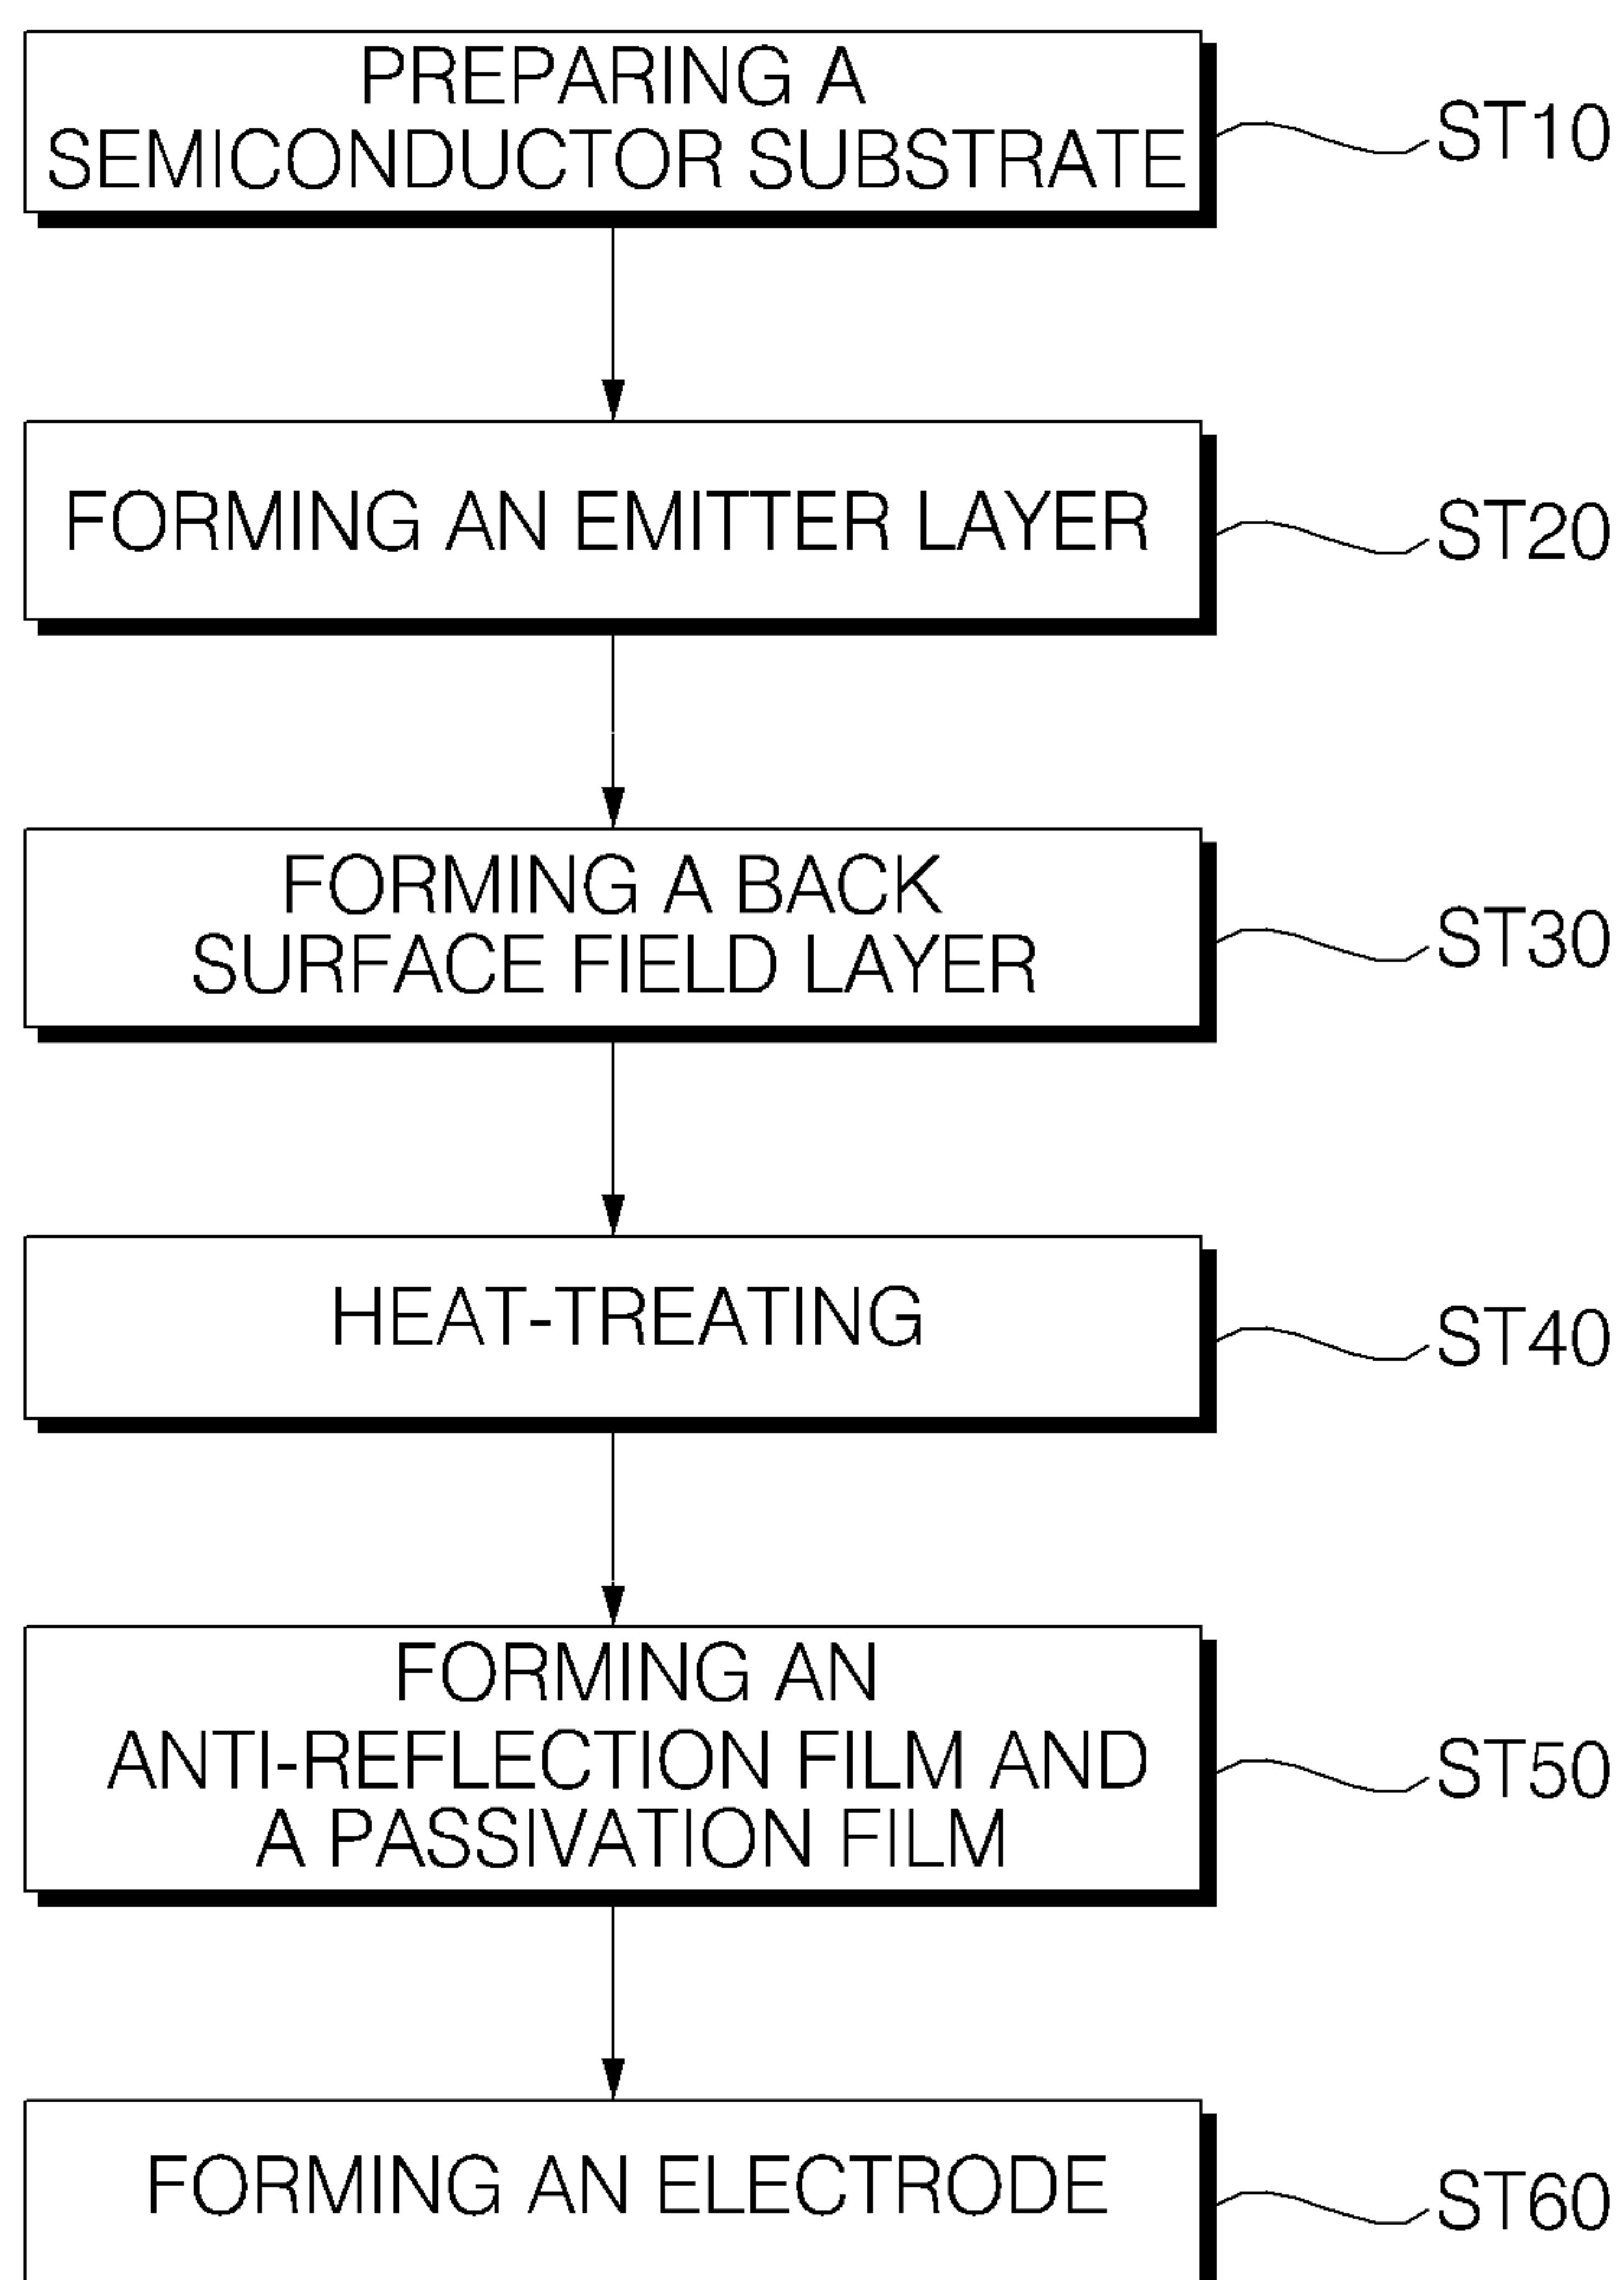 PREPARING A
SEMICONDUCTOR SUBSTRATE
ST10
FORMING AN EMITTER LAYER
ST20
FORMING A BACK
SURFACE FIELD LAYER
ST30
HEAT-TREATING
ST40
FORMING AN
ANTI-REFLECTION FILM AND
A PASSIVATION FILM
ST50
FORMING AN ELECTRODE
ST60